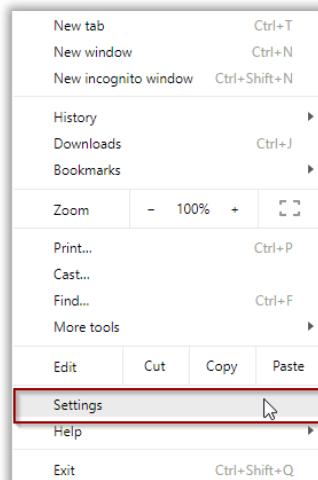 New tab Ctrl+T
New window Ctrl+N
New incognito window Ctrl+Shift+N
History
Downloads Ctrl+J
Bookmarks
Zoom - 100% +
Print... Ctrl+P
Cast...
Find... Ctrl+F
More tools
Edit Cut Copy Paste
Settings
Help
Exit Ctrl+Shift+Q